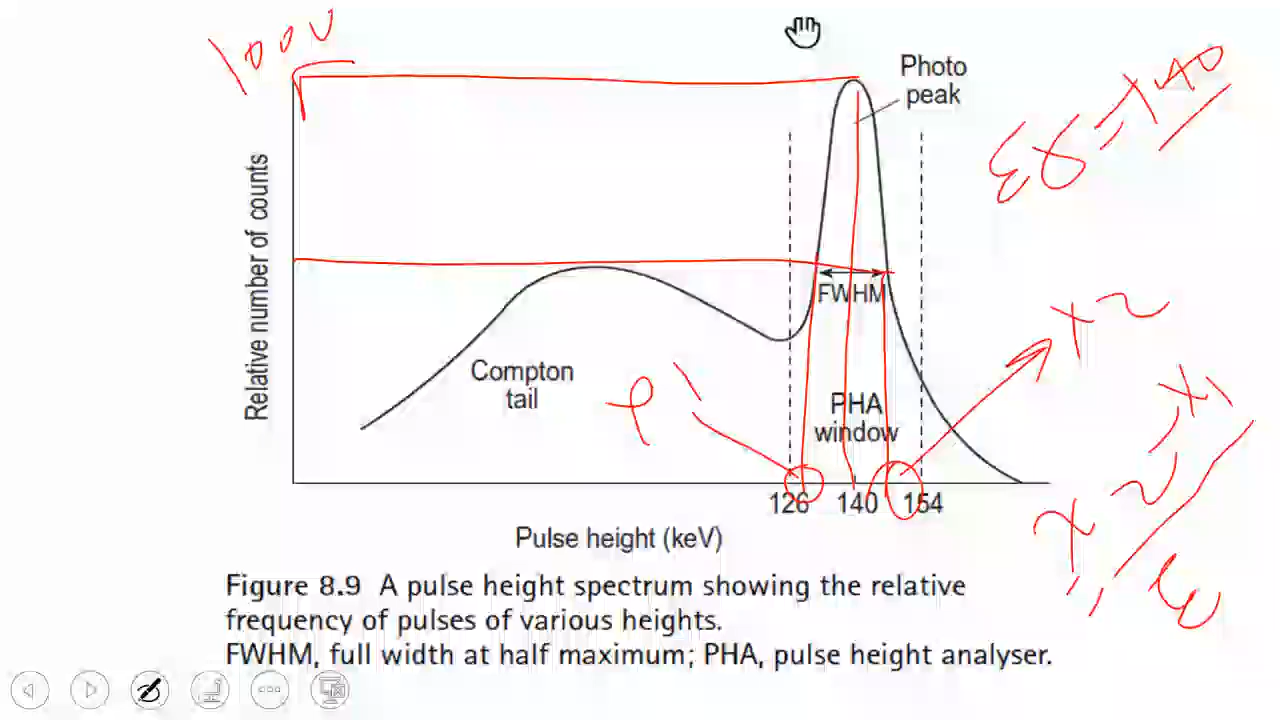 1000
Photo
peak
Eγ = 140
Relative number of counts
FWHM
x2
Compton
tail
PHA
window
126 140 154
x2 - x1
Pulse height (keV)
Figure 8.9 A pulse height spectrum showing the relative
frequency of pulses of various heights.
FWHM, full width at half maximum; PHA, pulse height analyser.